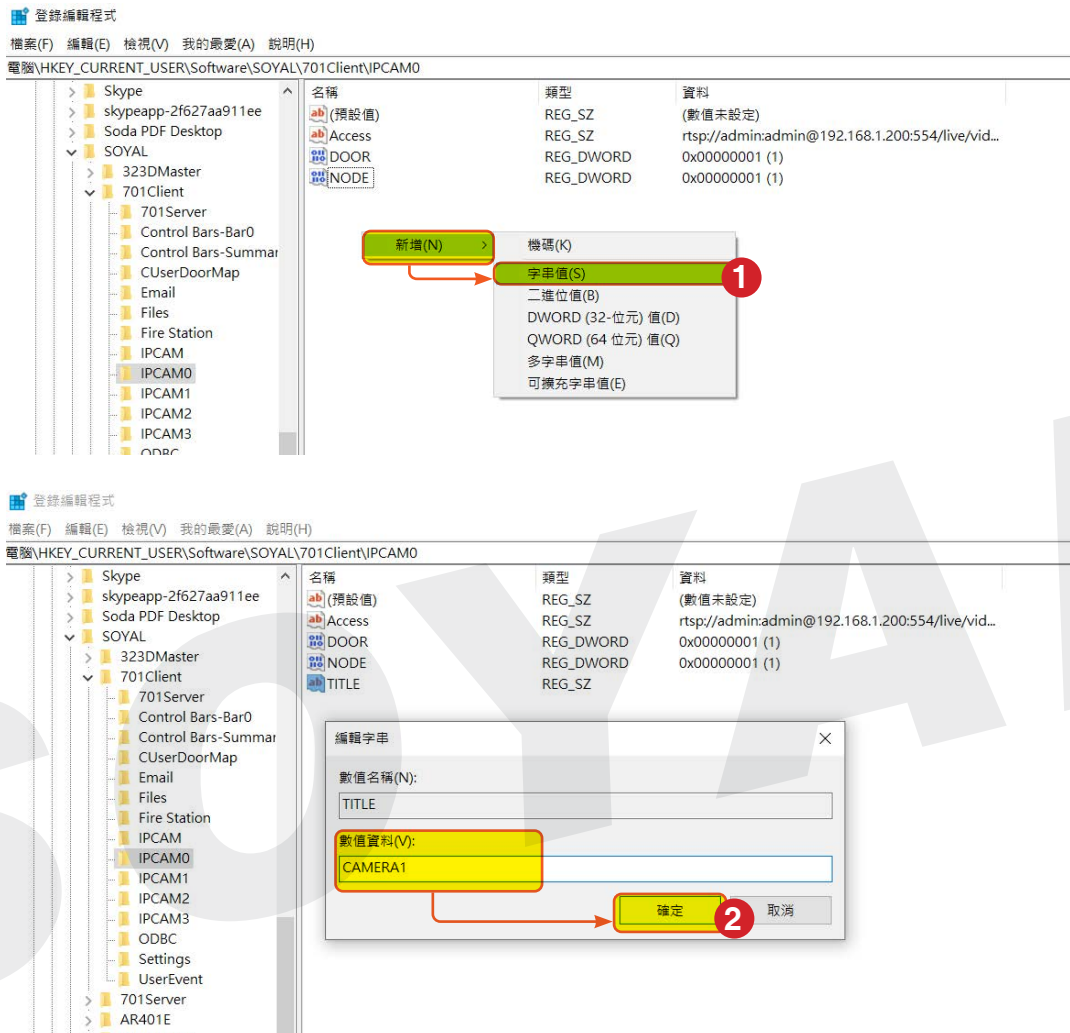 登錄編輯程式
檔案(F) 編輯(E) 檢視(V) 我的最愛(A) 說明(H)
電腦\HKEY_CURRENT_USER\Software\SOYAL\701Client\IPCAM0
Skype
skypeapp-2f627aa911ee
Soda PDF Desktop
SOYAL
323DMaster
701Client
701Server
Control Bars-Bar0
Control Bars-Summar
CUserDoorMap
Email
Files
Fire Station
IPCAM
IPCAM0
IPCAM1
IPCAM2
IPCAM3
ODBC
名稱 類型 資料
(預設值) REG_SZ (數值未設定)
Access REG_SZ rtsp://admin:admin@192.168.1.200:554/live/vid...
DOOR REG_DWORD 0x00000001 (1)
NODE REG_DWORD 0x00000001 (1)
新增(N) >
機碼(K)
字串值(S)
1
二進位值(B)
DWORD (32-位元) 值(D)
QWORD (64 位元) 值(Q)
多字串值(M)
可擴充字串值(E)
登錄編輯程式
檔案(F) 編輯(E) 檢視(V) 我的最愛(A) 說明(H)
電腦\HKEY_CURRENT_USER\Software\SOYAL\701Client\IPCAM0
Skype
skypeapp-2f627aa911ee
Soda PDF Desktop
SOYAL
323DMaster
701Client
701Server
Control Bars-Bar0
Control Bars-Summar
CUserDoorMap
Email
Files
Fire Station
IPCAM
IPCAM0
IPCAM1
IPCAM2
IPCAM3
ODBC
Settings
UserEvent
701Server
AR401E
名稱 類型 資料
(預設值) REG_SZ (數值未設定)
Access REG_SZ rtsp://admin:admin@192.168.1.200:554/live/vid...
DOOR REG_DWORD 0x00000001 (1)
NODE REG_DWORD 0x00000001 (1)
TITLE REG_SZ
編輯字串
數值名稱(N):
TITLE
數值資料(V):
CAMERA1
確定 2 取消
SOYAL